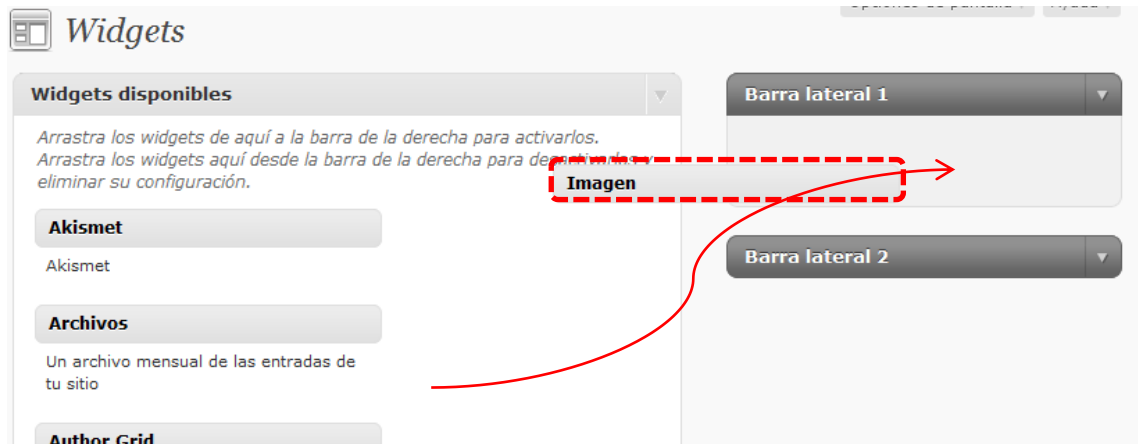 Widgets
Widgets disponibles
Arrastra los widgets de aquí a la barra de la derecha para activarlos.
Arrastra los widgets aquí desde la barra de la derecha para desactivarlos y
eliminar su configuración.
Imagen
Akismet
Akismet
Archivos
Un archivo mensual de las entradas de
tu sitio
Author Grid
Barra lateral 1
Barra lateral 2